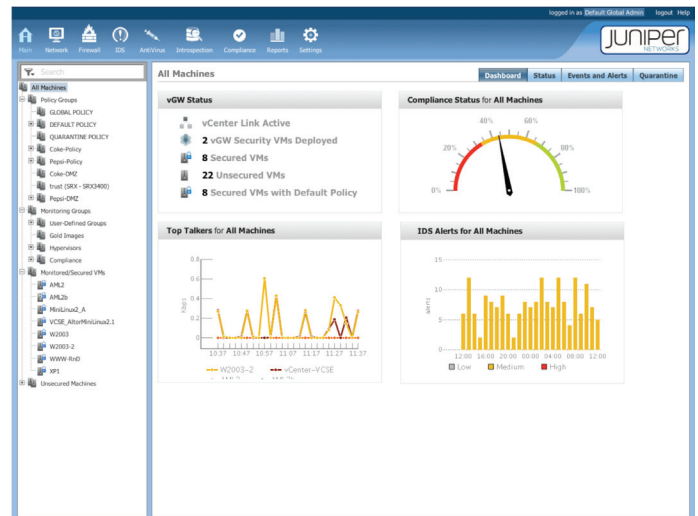 logged in as Default Global Admin logout Help
Main Network Firewall IDS AntiVirus Introspection Compliance Reports Settings
JUNIPER
NETWORKS
Search
All Machines
Policy Groups
GLOBAL POLICY
DEFAULT POLICY
QUARANTINE POLICY
Coke-Policy
Pepsi-Policy
Coke-DMZ
trust (SRX - SRX3400)
Pepsi-DMZ
Monitoring Groups
User-Defined Groups
Gold Images
Hypervisors
Compliance
Monitored/Secured VMs
AML2
AML2b
MiniLinux2_A
VCSE_AlterMiniLinux2.1
W2003
W2003-2
WWW-RnD
XP1
Unsecured Machines
All Machines
Dashboard Status Events and Alerts Quarantine
vGW Status
vCenter Link Active
2 vGW Security VMs Deployed
8 Secured VMs
22 Unsecured VMs
8 Secured VMs with Default Policy
Compliance Status for All Machines
40% 60%
20% 80%
0% 100%
Top Talkers for All Machines
0.8
0.6
0.4
0.2
0
Kbps
10:37 10:47 10:57 11:07 11:17 11:27 11:37
W2003-2 vCenter-VCSE
IDS Alerts for All Machines
15
10
5
0
alerts
12:00 16:00 20:00 00:00 04:00 08:00 12:00
Low Medium High